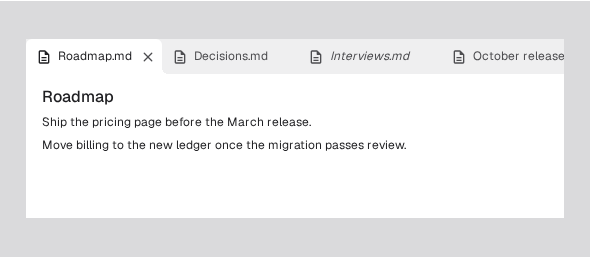 Roadmap.md
Decisions.md
Interviews.md
October release
Roadmap
Ship the pricing page before the March release.
Move billing to the new ledger once the migration passes review.